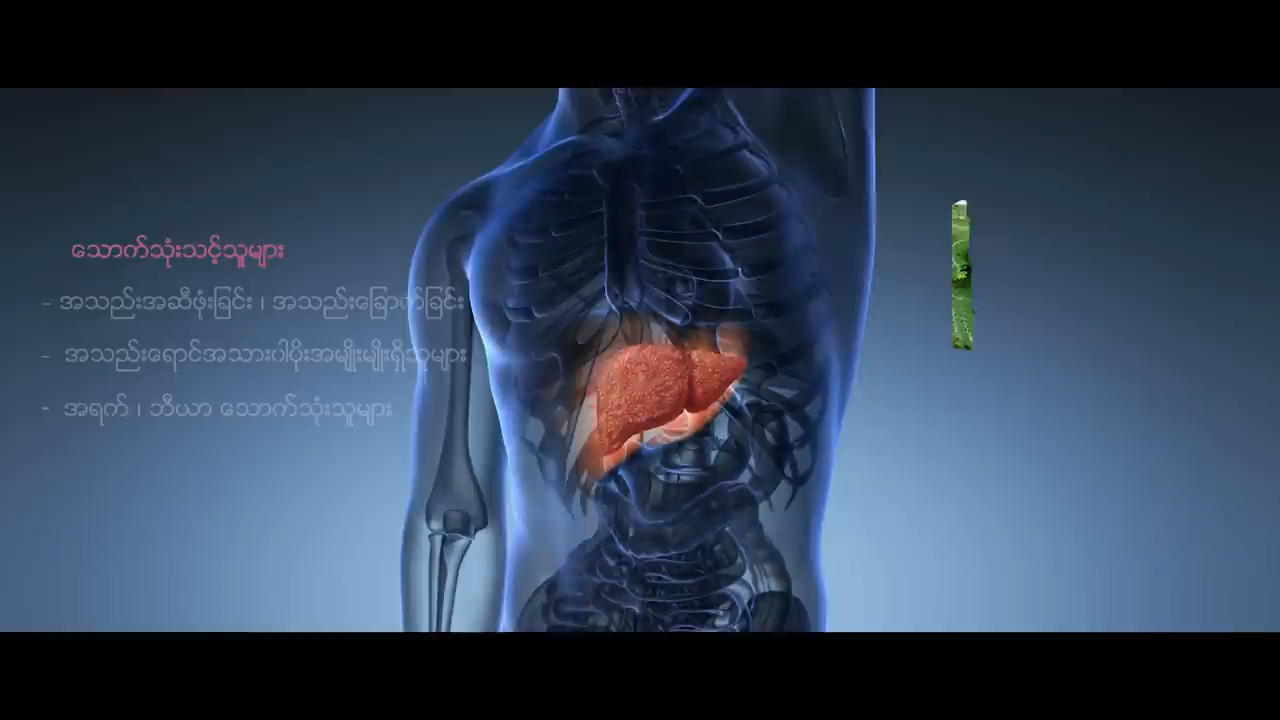 သောက်သုံးသင့်သူများ
- အသည်းအဆီဖုံးခြင်း ၊ အသည်းခြောက်ခြင်း
- အသည်းရောင်အသားဝါပိုးအမျိုးမျိုးရှိသူများ
- အရက် ၊ ဘီယာ သောက်သုံးသူများ